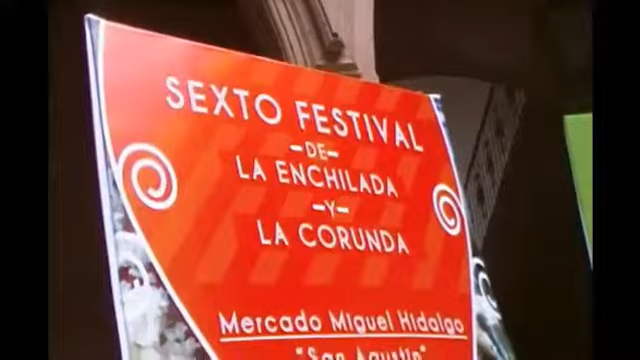 SEXTO FESTIVAL
-DE-
LA ENCHILADA
-Y-
LA CORUNDA
Mercado Miguel Hidalgo
"San Agustín"